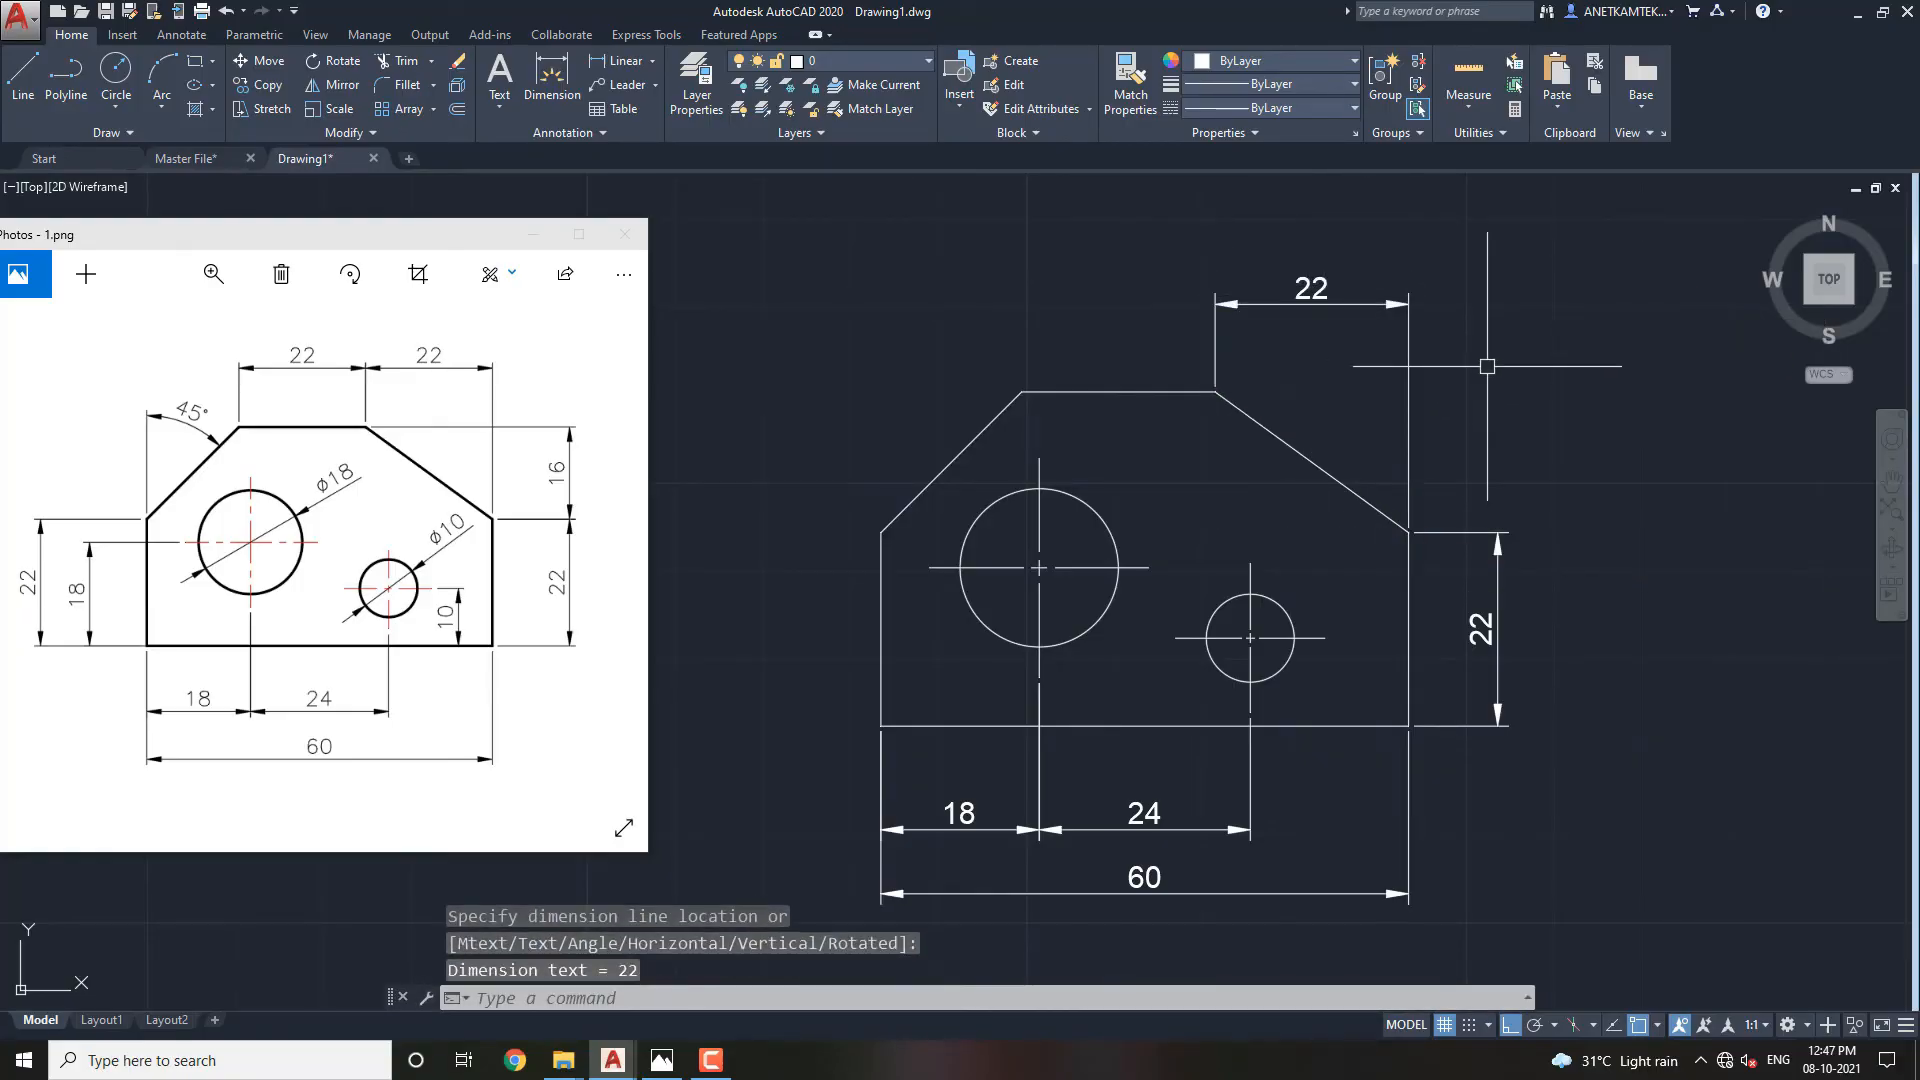 Autodesk AutoCAD 2020 Drawing1.dwg
Type a keyword or phrase
ANETKAMTEK...
Home Insert Annotate Parametric View Manage Output Add-ins Collaborate Express Tools Featured Apps
Line Polyline Circle Arc
Move Rotate Trim
Copy Mirror Fillet
Stretch Scale Array
Text Dimension
Linear
Leader
Table
Layer Properties
0
Make Current
Match Layer
Insert
Create
Edit
Edit Attributes
Match Properties
ByLayer
ByLayer
ByLayer
Group
Measure
Paste
Base
Draw Modify Annotation Layers Block Properties Groups Utilities Clipboard View
Start Master File* Drawing1*
[−][Top][2D Wireframe]
Photos - 1.png
22 22
45°
16
ø18
ø10
22
18
10
22
18 24
60
22
22
18 24
60
N
W TOP E
S
WCS
Specify dimension line location or
[Mtext/Text/Angle/Horizontal/Vertical/Rotated]:
Dimension text = 22
Type a command
Y
X
Model Layout1 Layout2
MODEL
1:1
Type here to search
31°C Light rain
ENG
12:47 PM
08-10-2021